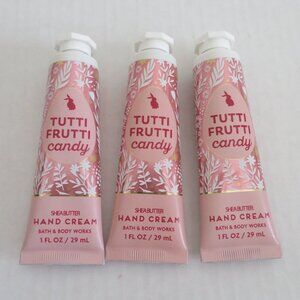 TUTTI
FRUTTI
candy
SHEA BUTTER
HAND CREAM
BATH & BODY WORKS
1 FL OZ / 29 mL
TUTTI
FRUTTI
candy
SHEA BUTTER
HAND CREAM
BATH & BODY WORKS
1 FL OZ / 29 mL
TUTTI
FRUTTI
candy
SHEA BUTTER
HAND CREAM
BATH & BODY WORKS
1 FL OZ / 29 mL